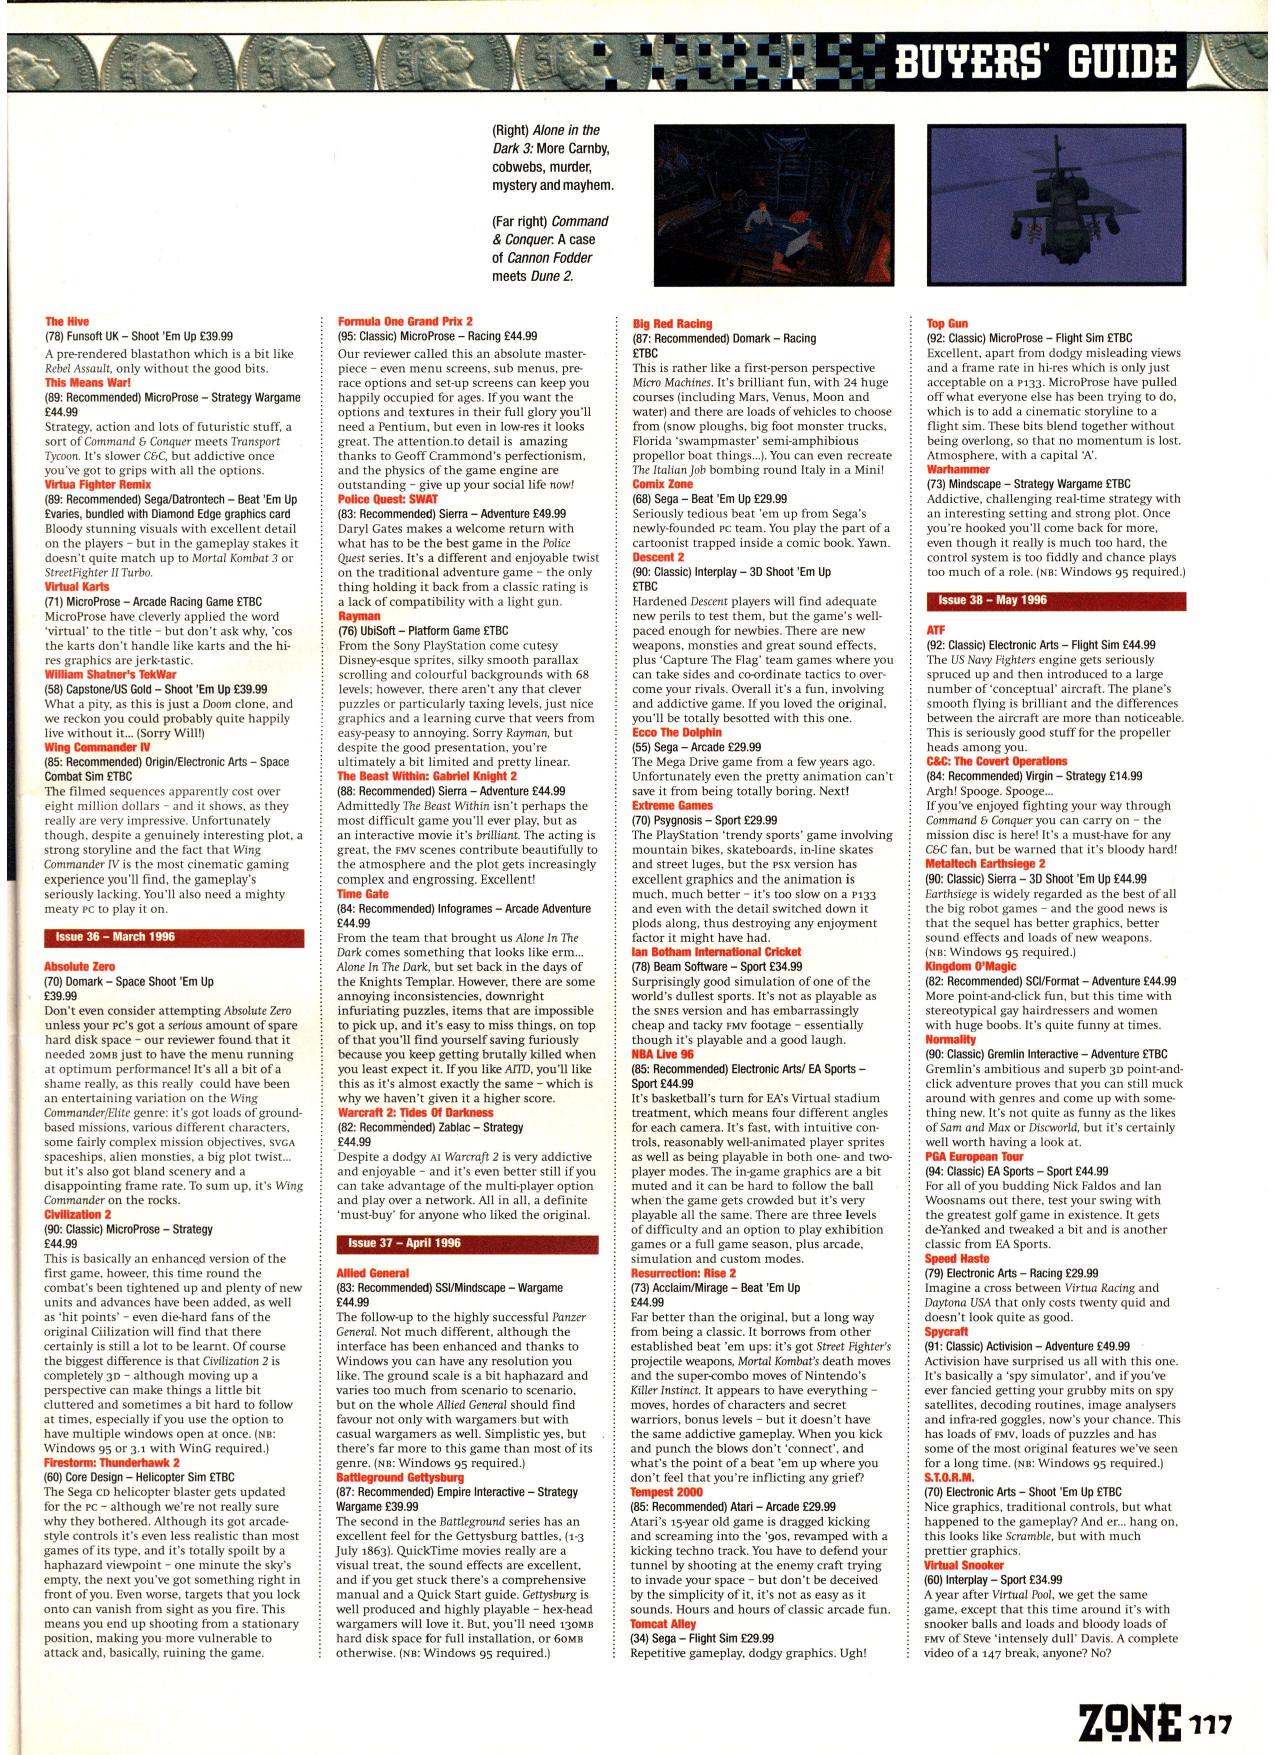 BUYERS' GUIDE
(Right) Alone in the
Dark 3: More Carnby,
cobwebs, murder,
mystery and mayhem.
(Far right) Command
& Conquer. A case
of Cannon Fodder
meets Dune 2.
The Hive
(78) Funsoft UK – Shoot 'Em Up £39.99
A pre-rendered blastathon which is a bit like
Rebel Assault, only without the good bits.
This Means War!
(89: Recommended) MicroProse – Strategy Wargame
£44.99
Strategy, action and lots of futuristic stuff, a
sort of Command & Conquer meets Transport
Tycoon. It's slower C&C, but addictive once
you've got to grips with all the options.
Virtua Fighter Remix
(89: Recommended) Sega/Datrontech – Beat 'Em Up
£varies, bundled with Diamond Edge graphics card
Bloody stunning visuals with excellent detail
on the players – but in the gameplay stakes it
doesn't quite match up to Mortal Kombat 3 or
StreetFighter II Turbo.
Virtual Karts
(71) MicroProse – Arcade Racing Game £TBC
MicroProse have cleverly applied the word
'virtual' to the title – but don't ask why, 'cos
the karts don't handle like karts and the hi-
res graphics are jerk-tastic.
William Shatner's TekWar
(58) Capstone/US Gold – Shoot 'Em Up £39.99
What a pity, as this is just a Doom clone, and
we reckon you could probably quite happily
live without it... (Sorry Will!)
Wing Commander IV
(85: Recommended) Origin/Electronic Arts – Space
Combat Sim £TBC
The filmed sequences apparently cost over
eight million dollars – and it shows, as they
really are very impressive. Unfortunately
though, despite a genuinely interesting plot, a
strong storyline and the fact that Wing
Commander IV is the most cinematic gaming
experience you'll find, the gameplay's
seriously lacking. You'll also need a mighty
meaty PC to play it on.
Issue 36 – March 1996
Absolute Zero
(70) Domark – Space Shoot 'Em Up
£39.99
Don't even consider attempting Absolute Zero
unless your PC's got a serious amount of spare
hard disk space – our reviewer found that it
needed 20MB just to have the menu running
at optimum performance! It's all a bit of a
shame really, as this really could have been
an entertaining variation on the Wing
Commander/Elite genre: it's got loads of ground-
based missions, various different characters,
some fairly complex mission objectives, SVGA
spaceships, alien monsties, a big plot twist...
but it's also got bland scenery and a
disappointing frame rate. To sum up, it's Wing
Commander on the rocks.
Civilization 2
(90: Classic) MicroProse – Strategy
£44.99
This is basically an enhanced version of the
first game, howeer, this time round the
combat's been tightened up and plenty of new
units and advances have been added, as well
as 'hit points' – even die-hard fans of the
original Ciilization will find that there
certainly is still a lot to be learnt. Of course
the biggest difference is that Civilization 2 is
completely 3D – although moving up a
perspective can make things a little bit
cluttered and sometimes a bit hard to follow
at times, especially if you use the option to
have multiple windows open at once. (NB:
Windows 95 or 3.1 with WinG required.)
Firestorm: Thunderhawk 2
(60) Core Design – Helicopter Sim £TBC
The Sega CD helicopter blaster gets updated
for the PC – although we're not really sure
why they bothered. Although its got arcade-
style controls it's even less realistic than most
games of its type, and it's totally spoilt by a
haphazard viewpoint – one minute the sky's
empty, the next you've got something right in
front of you. Even worse, targets that you lock
onto can vanish from sight as you fire. This
means you end up shooting from a stationary
position, making you more vulnerable to
attack and, basically, ruining the game.
Formula One Grand Prix 2
(95: Classic) MicroProse – Racing £44.99
Our reviewer called this an absolute master-
piece – even menu screens, sub menus, pre-
race options and set-up screens can keep you
happily occupied for ages. If you want the
options and textures in their full glory you'll
need a Pentium, but even in low-res it looks
great. The attention.to detail is amazing
thanks to Geoff Crammond's perfectionism,
and the physics of the game engine are
outstanding – give up your social life now!
Police Quest: SWAT
(83: Recommended) Sierra – Adventure £49.99
Daryl Gates makes a welcome return with
what has to be the best game in the Police
Quest series. It's a different and enjoyable twist
on the traditional adventure game – the only
thing holding it back from a classic rating is
a lack of compatibility with a light gun.
Rayman
(76) UbiSoft – Platform Game £TBC
From the Sony PlayStation come cutesy
Disney-esque sprites, silky smooth parallax
scrolling and colourful backgrounds with 68
levels; however, there aren't any that clever
puzzles or particularly taxing levels, just nice
graphics and a learning curve that veers from
easy-peasy to annoying. Sorry Rayman, but
despite the good presentation, you're
ultimately a bit limited and pretty linear.
The Beast Within: Gabriel Knight 2
(88: Recommended) Sierra – Adventure £44.99
Admittedly The Beast Within isn't perhaps the
most difficult game you'll ever play, but as
an interactive movie it's brilliant. The acting is
great, the FMV scenes contribute beautifully to
the atmosphere and the plot gets increasingly
complex and engrossing. Excellent!
Time Gate
(84: Recommended) Infogrames – Arcade Adventure
£44.99
From the team that brought us Alone In The
Dark comes something that looks like erm...
Alone In The Dark, but set back in the days of
the Knights Templar. However, there are some
annoying inconsistencies, downright
infuriating puzzles, items that are impossible
to pick up, and it's easy to miss things, on top
of that you'll find yourself saving furiously
because you keep getting brutally killed when
you least expect it. If you like AITD, you'll like
this as it's almost exactly the same – which is
why we haven't given it a higher score.
Warcraft 2: Tides Of Darkness
(82: Recommended) Zablac – Strategy
£44.99
Despite a dodgy AI Warcraft 2 is very addictive
and enjoyable – and it's even better still if you
can take advantage of the multi-player option
and play over a network. All in all, a definite
'must-buy' for anyone who liked the original.
Issue 37 – April 1996
Allied General
(83: Recommended) SSI/Mindscape – Wargame
£44.99
The follow-up to the highly successful Panzer
General. Not much different, although the
interface has been enhanced and thanks to
Windows you can have any resolution you
like. The ground scale is a bit haphazard and
varies too much from scenario to scenario,
but on the whole Allied General should find
favour not only with wargamers but with
casual wargamers as well. Simplistic yes, but
there's far more to this game than most of its
genre. (NB: Windows 95 required.)
Battleground Gettysburg
(87: Recommended) Empire Interactive – Strategy
Wargame £39.99
The second in the Battleground series has an
excellent feel for the Gettysburg battles, (1-3
July 1863). QuickTime movies really are a
visual treat, the sound effects are excellent,
and if you get stuck there's a comprehensive
manual and a Quick Start guide. Gettysburg is
well produced and highly playable – hex-head
wargamers will love it. But, you'll need 130MB
hard disk space for full installation, or 60MB
otherwise. (NB: Windows 95 required.)
Big Red Racing
(87: Recommended) Domark – Racing
£TBC
This is rather like a first-person perspective
Micro Machines. It's brilliant fun, with 24 huge
courses (including Mars, Venus, Moon and
water) and there are loads of vehicles to choose
from (snow ploughs, big foot monster trucks,
Florida 'swampmaster' semi-amphibious
propellor boat things...). You can even recreate
The Italian Job bombing round Italy in a Mini!
Comix Zone
(68) Sega – Beat 'Em Up £29.99
Seriously tedious beat 'em up from Sega's
newly-founded PC team. You play the part of a
cartoonist trapped inside a comic book. Yawn.
Descent 2
(90: Classic) Interplay – 3D Shoot 'Em Up
£TBC
Hardened Descent players will find adequate
new perils to test them, but the game's well-
paced enough for newbies. There are new
weapons, monsties and great sound effects,
plus 'Capture The Flag' team games where you
can take sides and co-ordinate tactics to over-
come your rivals. Overall it's a fun, involving
and addictive game. If you loved the original,
you'll be totally besotted with this one.
Ecco The Dolphin
(55) Sega – Arcade £29.99
The Mega Drive game from a few years ago.
Unfortunately even the pretty animation can't
save it from being totally boring. Next!
Extreme Games
(70) Psygnosis – Sport £29.99
The PlayStation 'trendy sports' game involving
mountain bikes, skateboards, in-line skates
and street luges, but the PSX version has
excellent graphics and the animation is
much, much better – it's too slow on a P133
and even with the detail switched down it
plods along, thus destroying any enjoyment
factor it might have had.
Ian Botham International Cricket
(78) Beam Software – Sport £34.99
Surprisingly good simulation of one of the
world's dullest sports. It's not as playable as
the SNES version and has embarrassingly
cheap and tacky FMV footage – essentially
though it's playable and a good laugh.
NBA Live 96
(85: Recommended) Electronic Arts/ EA Sports –
Sport £44.99
It's basketball's turn for EA's Virtual stadium
treatment, which means four different angles
for each camera. It's fast, with intuitive con-
trols, reasonably well-animated player sprites
as well as being playable in both one- and two-
player modes. The in-game graphics are a bit
muted and it can be hard to follow the ball
when the game gets crowded but it's very
playable all the same. There are three levels
of difficulty and an option to play exhibition
games or a full game season, plus arcade,
simulation and custom modes.
Resurrection: Rise 2
(73) Acclaim/Mirage – Beat 'Em Up
£44.99
Far better than the original, but a long way
from being a classic. It borrows from other
established beat 'em ups: it's got Street Fighter's
projectile weapons, Mortal Kombat's death moves
and the super-combo moves of Nintendo's
Killer Instinct. It appears to have everything –
moves, hordes of characters and secret
warriors, bonus levels – but it doesn't have
the same addictive gameplay. When you kick
and punch the blows don't 'connect', and
what's the point of a beat 'em up where you
don't feel that you're inflicting any grief?
Tempest 2000
(85: Recommended) Atari – Arcade £29.99
Atari's 15-year old game is dragged kicking
and screaming into the '90s, revamped with a
kicking techno track. You have to defend your
tunnel by shooting at the enemy craft trying
to invade your space – but don't be deceived
by the simplicity of it, it's not as easy as it
sounds. Hours and hours of classic arcade fun.
Tomcat Alley
(34) Sega – Flight Sim £29.99
Repetitive gameplay, dodgy graphics. Ugh!
Top Gun
(92: Classic) MicroProse – Flight Sim £TBC
Excellent, apart from dodgy misleading views
and a frame rate in hi-res which is only just
acceptable on a P133. MicroProse have pulled
off what everyone else has been trying to do,
which is to add a cinematic storyline to a
flight sim. These bits blend together without
being overlong, so that no momentum is lost.
Atmosphere, with a capital 'A'.
Warhammer
(73) Mindscape – Strategy Wargame £TBC
Addictive, challenging real-time strategy with
an interesting setting and strong plot. Once
you're hooked you'll come back for more,
even though it really is much too hard, the
control system is too fiddly and chance plays
too much of a role. (NB: Windows 95 required.)
Issue 38 – May 1996
ATF
(92: Classic) Electronic Arts – Flight Sim £44.99
The US Navy Fighters engine gets seriously
spruced up and then introduced to a large
number of 'conceptual' aircraft. The plane's
smooth flying is brilliant and the differences
between the aircraft are more than noticeable.
This is seriously good stuff for the propeller
heads among you.
C&C: The Covert Operations
(84: Recommended) Virgin – Strategy £14.99
Argh! Spooge. Spooge...
If you've enjoyed fighting your way through
Command & Conquer you can carry on – the
mission disc is here! It's a must-have for any
C&C fan, but be warned that it's bloody hard!
Metaltech Earthsiege 2
(90: Classic) Sierra – 3D Shoot 'Em Up £44.99
Earthsiege is widely regarded as the best of all
the big robot games – and the good news is
that the sequel has better graphics, better
sound effects and loads of new weapons.
(NB: Windows 95 required.)
Kingdom O'Magic
(82: Recommended) SCI/Format – Adventure £44.99
More point-and-click fun, but this time with
stereotypical gay hairdressers and women
with huge boobs. It's quite funny at times.
Normality
(90: Classic) Gremlin Interactive – Adventure £TBC
Gremlin's ambitious and superb 3D point-and-
click adventure proves that you can still muck
around with genres and come up with some-
thing new. It's not quite as funny as the likes
of Sam and Max or Discworld, but it's certainly
well worth having a look at.
PGA European Tour
(94: Classic) EA Sports – Sport £44.99
For all of you budding Nick Faldos and Ian
Woosnams out there, test your swing with
the greatest golf game in existence. It gets
de-Yanked and tweaked a bit and is another
classic from EA Sports.
Speed Haste
(79) Electronic Arts – Racing £29.99
Imagine a cross between Virtua Racing and
Daytona USA that only costs twenty quid and
doesn't look quite as good.
Spycraft
(91: Classic) Activision – Adventure £49.99
Activision have surprised us all with this one.
It's basically a 'spy simulator', and if you've
ever fancied getting your grubby mits on spy
satellites, decoding routines, image analysers
and infra-red goggles, now's your chance. This
has loads of FMV, loads of puzzles and has
some of the most original features we've seen
for a long time. (NB: Windows 95 required.)
S.T.O.R.M.
(70) Electronic Arts – Shoot 'Em Up £TBC
Nice graphics, traditional controls, but what
happened to the gameplay? And er... hang on,
this looks like Scramble, but with much
prettier graphics.
Virtual Snooker
(60) Interplay – Sport £34.99
A year after Virtual Pool, we get the same
game, except that this time around it's with
snooker balls and loads and bloody loads of
FMV of Steve 'intensely dull' Davis. A complete
video of a 147 break, anyone? No?
ZONE 117